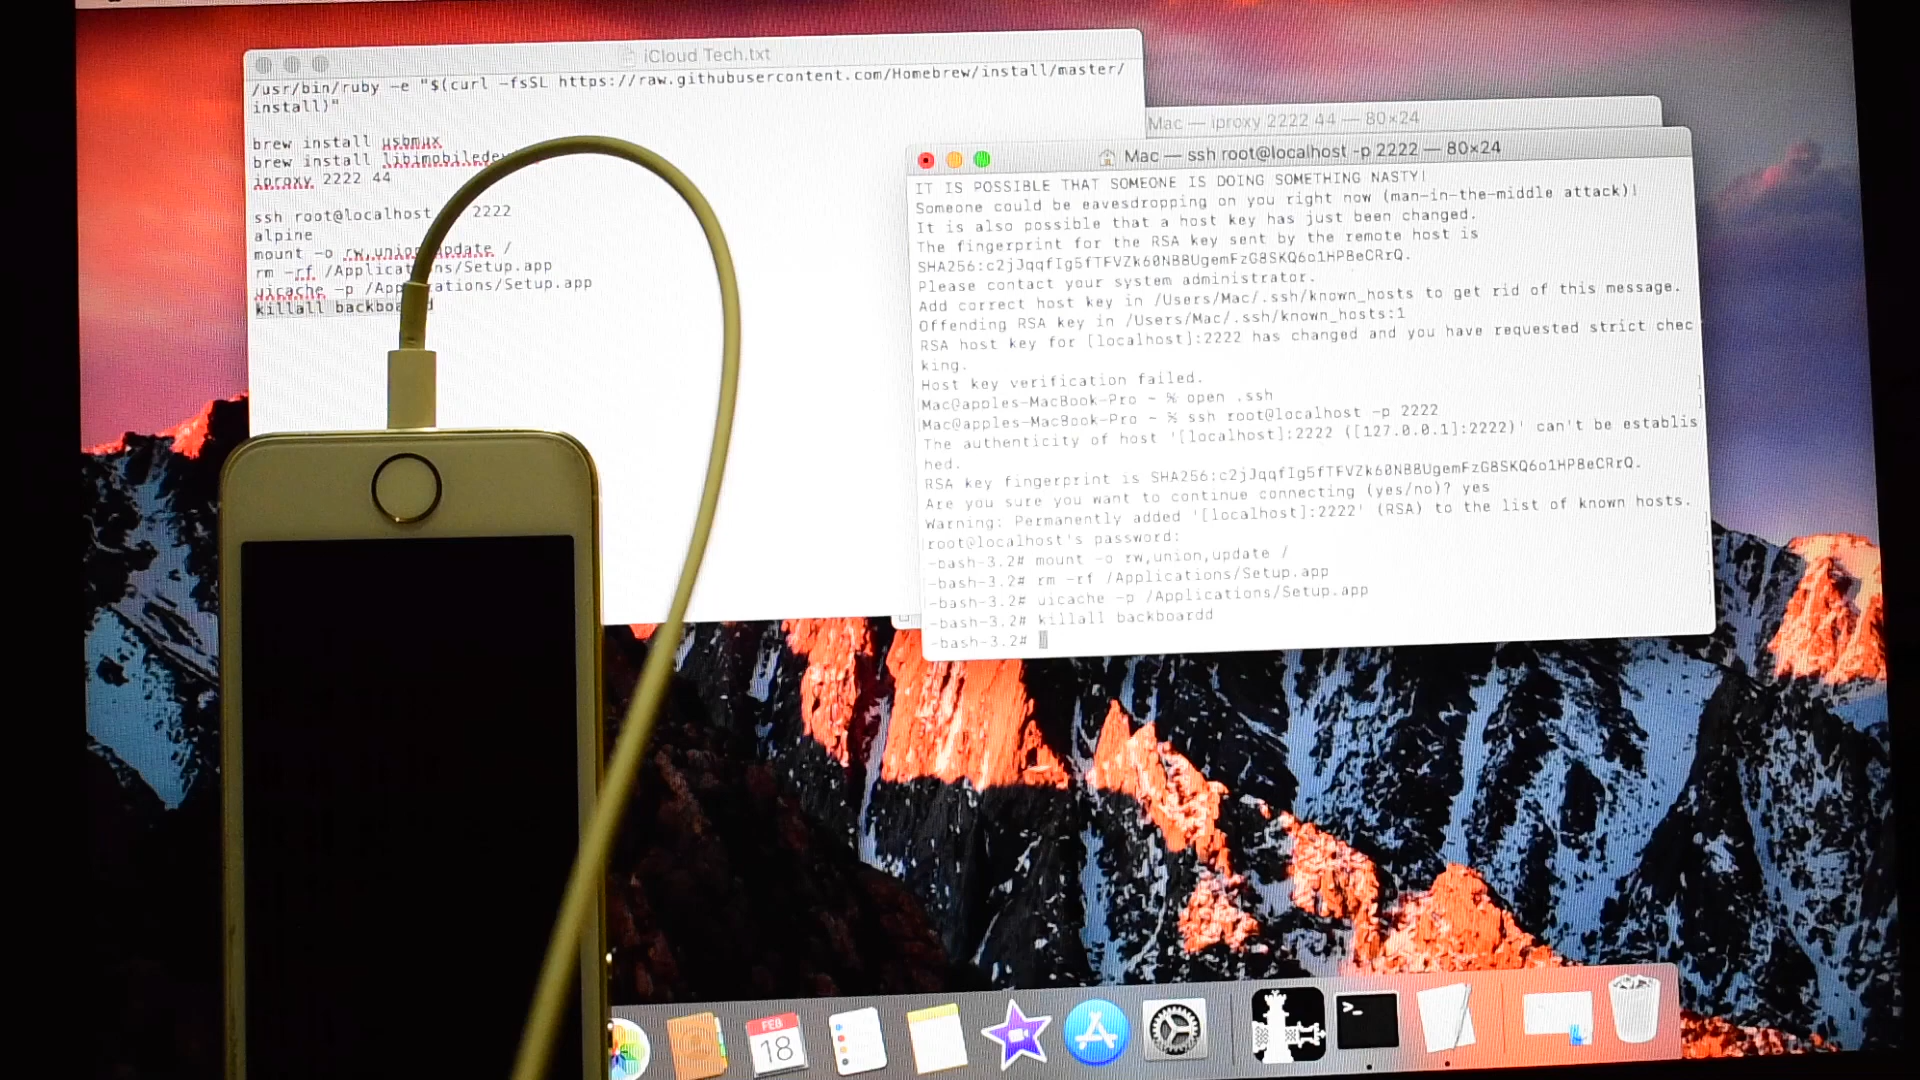 iCloud Tech.txt
/usr/bin/ruby -e "$(curl -fsSL https://raw.githubusercontent.com/Homebrew/install/master/
install)"
brew install usbmux
brew install
iproxy 2222 44
ssh root@localhost 2222
alpine
mount -o rw,union,update /
rm -rf /Applicat ns/Setup.app
uicache -p /App cations/Setup.app
killall backboa d
Mac — iproxy 2222 44 — 80×24
Mac — ssh root@localhost -p 2222 — 80×24
IT IS POSSIBLE THAT SOMEONE IS DOING SOMETHING NASTY!
Someone could be eavesdropping on you right now (man-in-the-middle attack)!
It is also possible that a host key has just been changed.
The fingerprint for the RSA key sent by the remote host is
SHA256:c2jJqqfIg5fTFVZk60NB8UgemFzG8SKQ6o1HP8eCRrQ.
Please contact your system administrator.
Add correct host key in /Users/Mac/.ssh/known_hosts to get rid of this message.
Offending RSA key in /Users/Mac/.ssh/known_hosts:1
RSA host key for [localhost]:2222 has changed and you have requested strict chec
king.
Host key verification failed.
Mac@apples-MacBook-Pro ~ % open .ssh
Mac@apples-MacBook-Pro ~ % ssh root@localhost -p 2222
The authenticity of host '[localhost]:2222 ([127.0.0.1]:2222)' can't be establis
hed.
RSA key fingerprint is SHA256:c2jJqqfIg5fTFVZk60NB8UgemFzG8SKQ6o1HP8eCRrQ.
Are you sure you want to continue connecting (yes/no)? yes
Warning: Permanently added '[localhost]:2222' (RSA) to the list of known hosts.
root@localhost's password:
-bash-3.2# mount -o rw,union,update /
-bash-3.2# rm -rf /Applications/Setup.app
-bash-3.2# uicache -p /Applications/Setup.app
-bash-3.2# killall backboardd
-bash-3.2#
FEB
18
>_